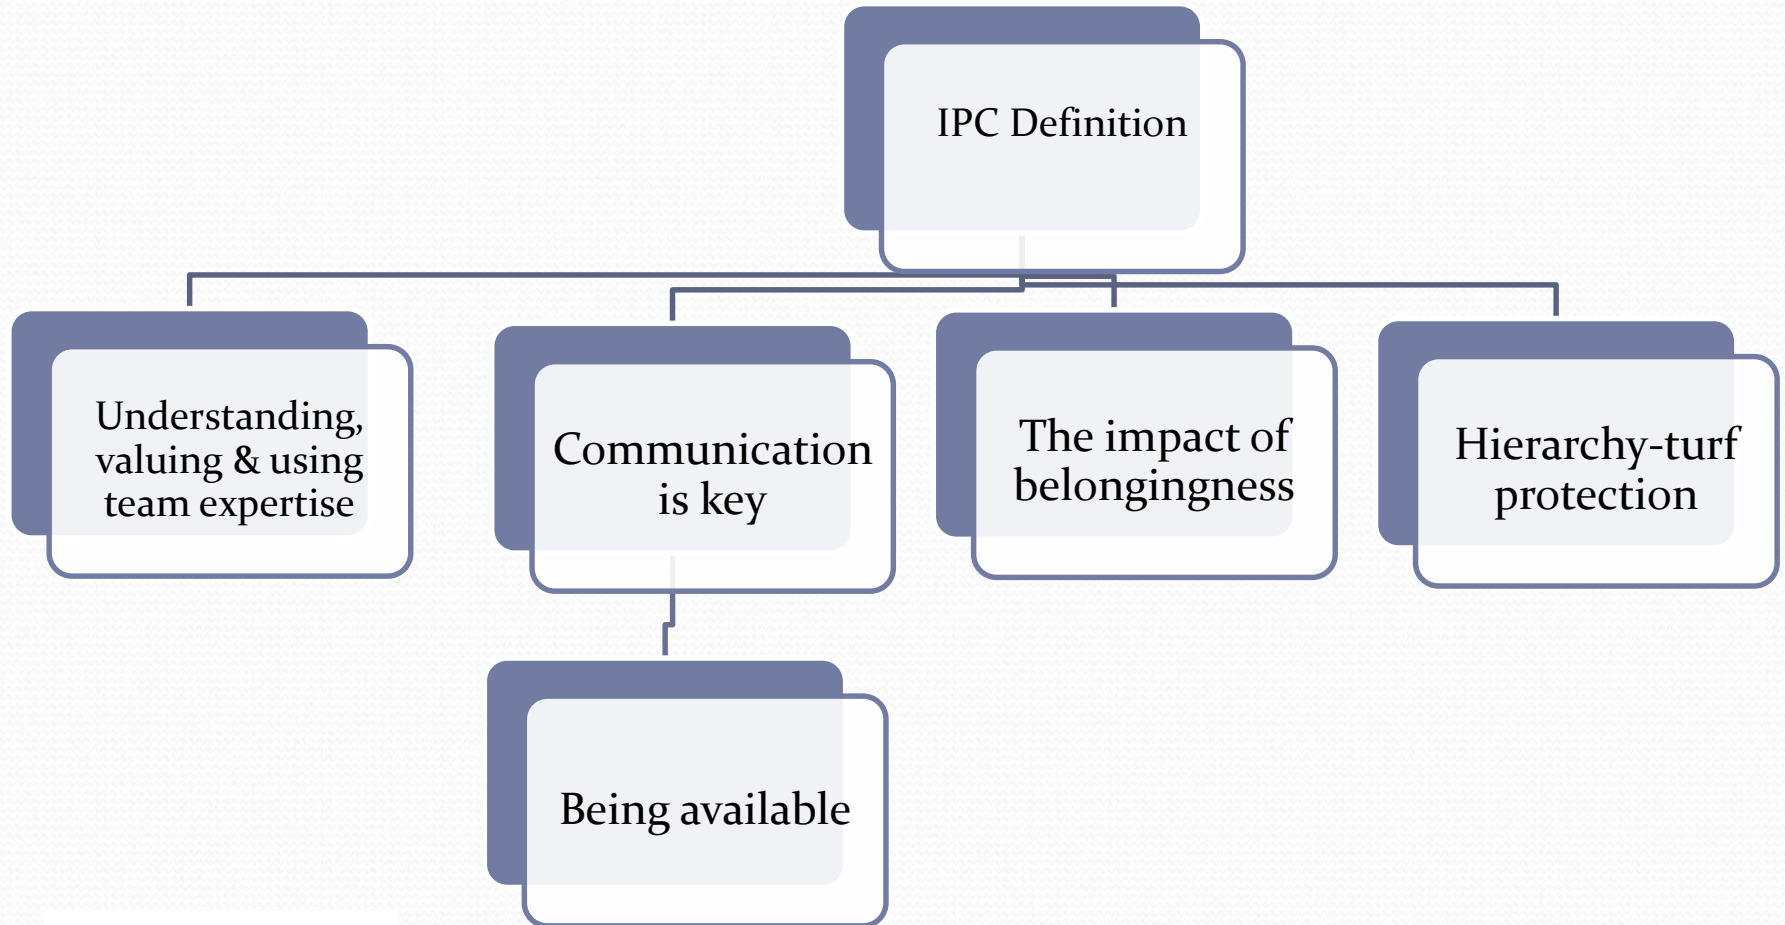 IPC Definition
Understanding,
valuing & using
team expertise
Communication
is key
The impact of
belongingness
Hierarchy-turf
protection
Being available